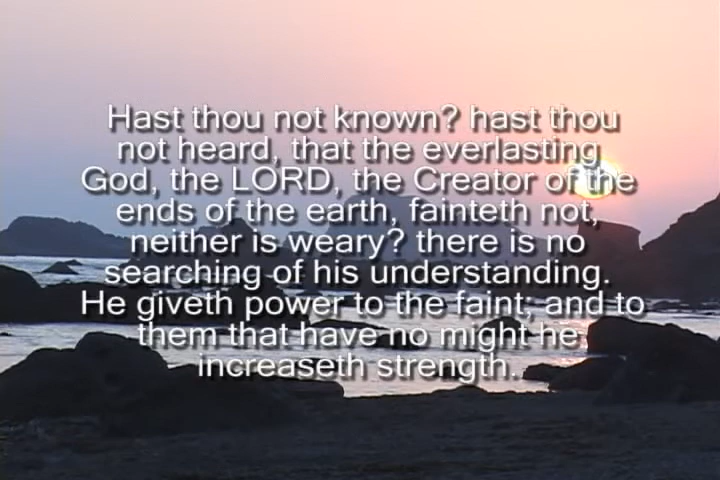 Hast thou not known? hast thou
not heard, that the everlasting
God, the LORD, the Creator of the
ends of the earth, fainteth not,
neither is weary? there is no
searching of his understanding.
He giveth power to the faint; and to
them that have no might he
increaseth strength.